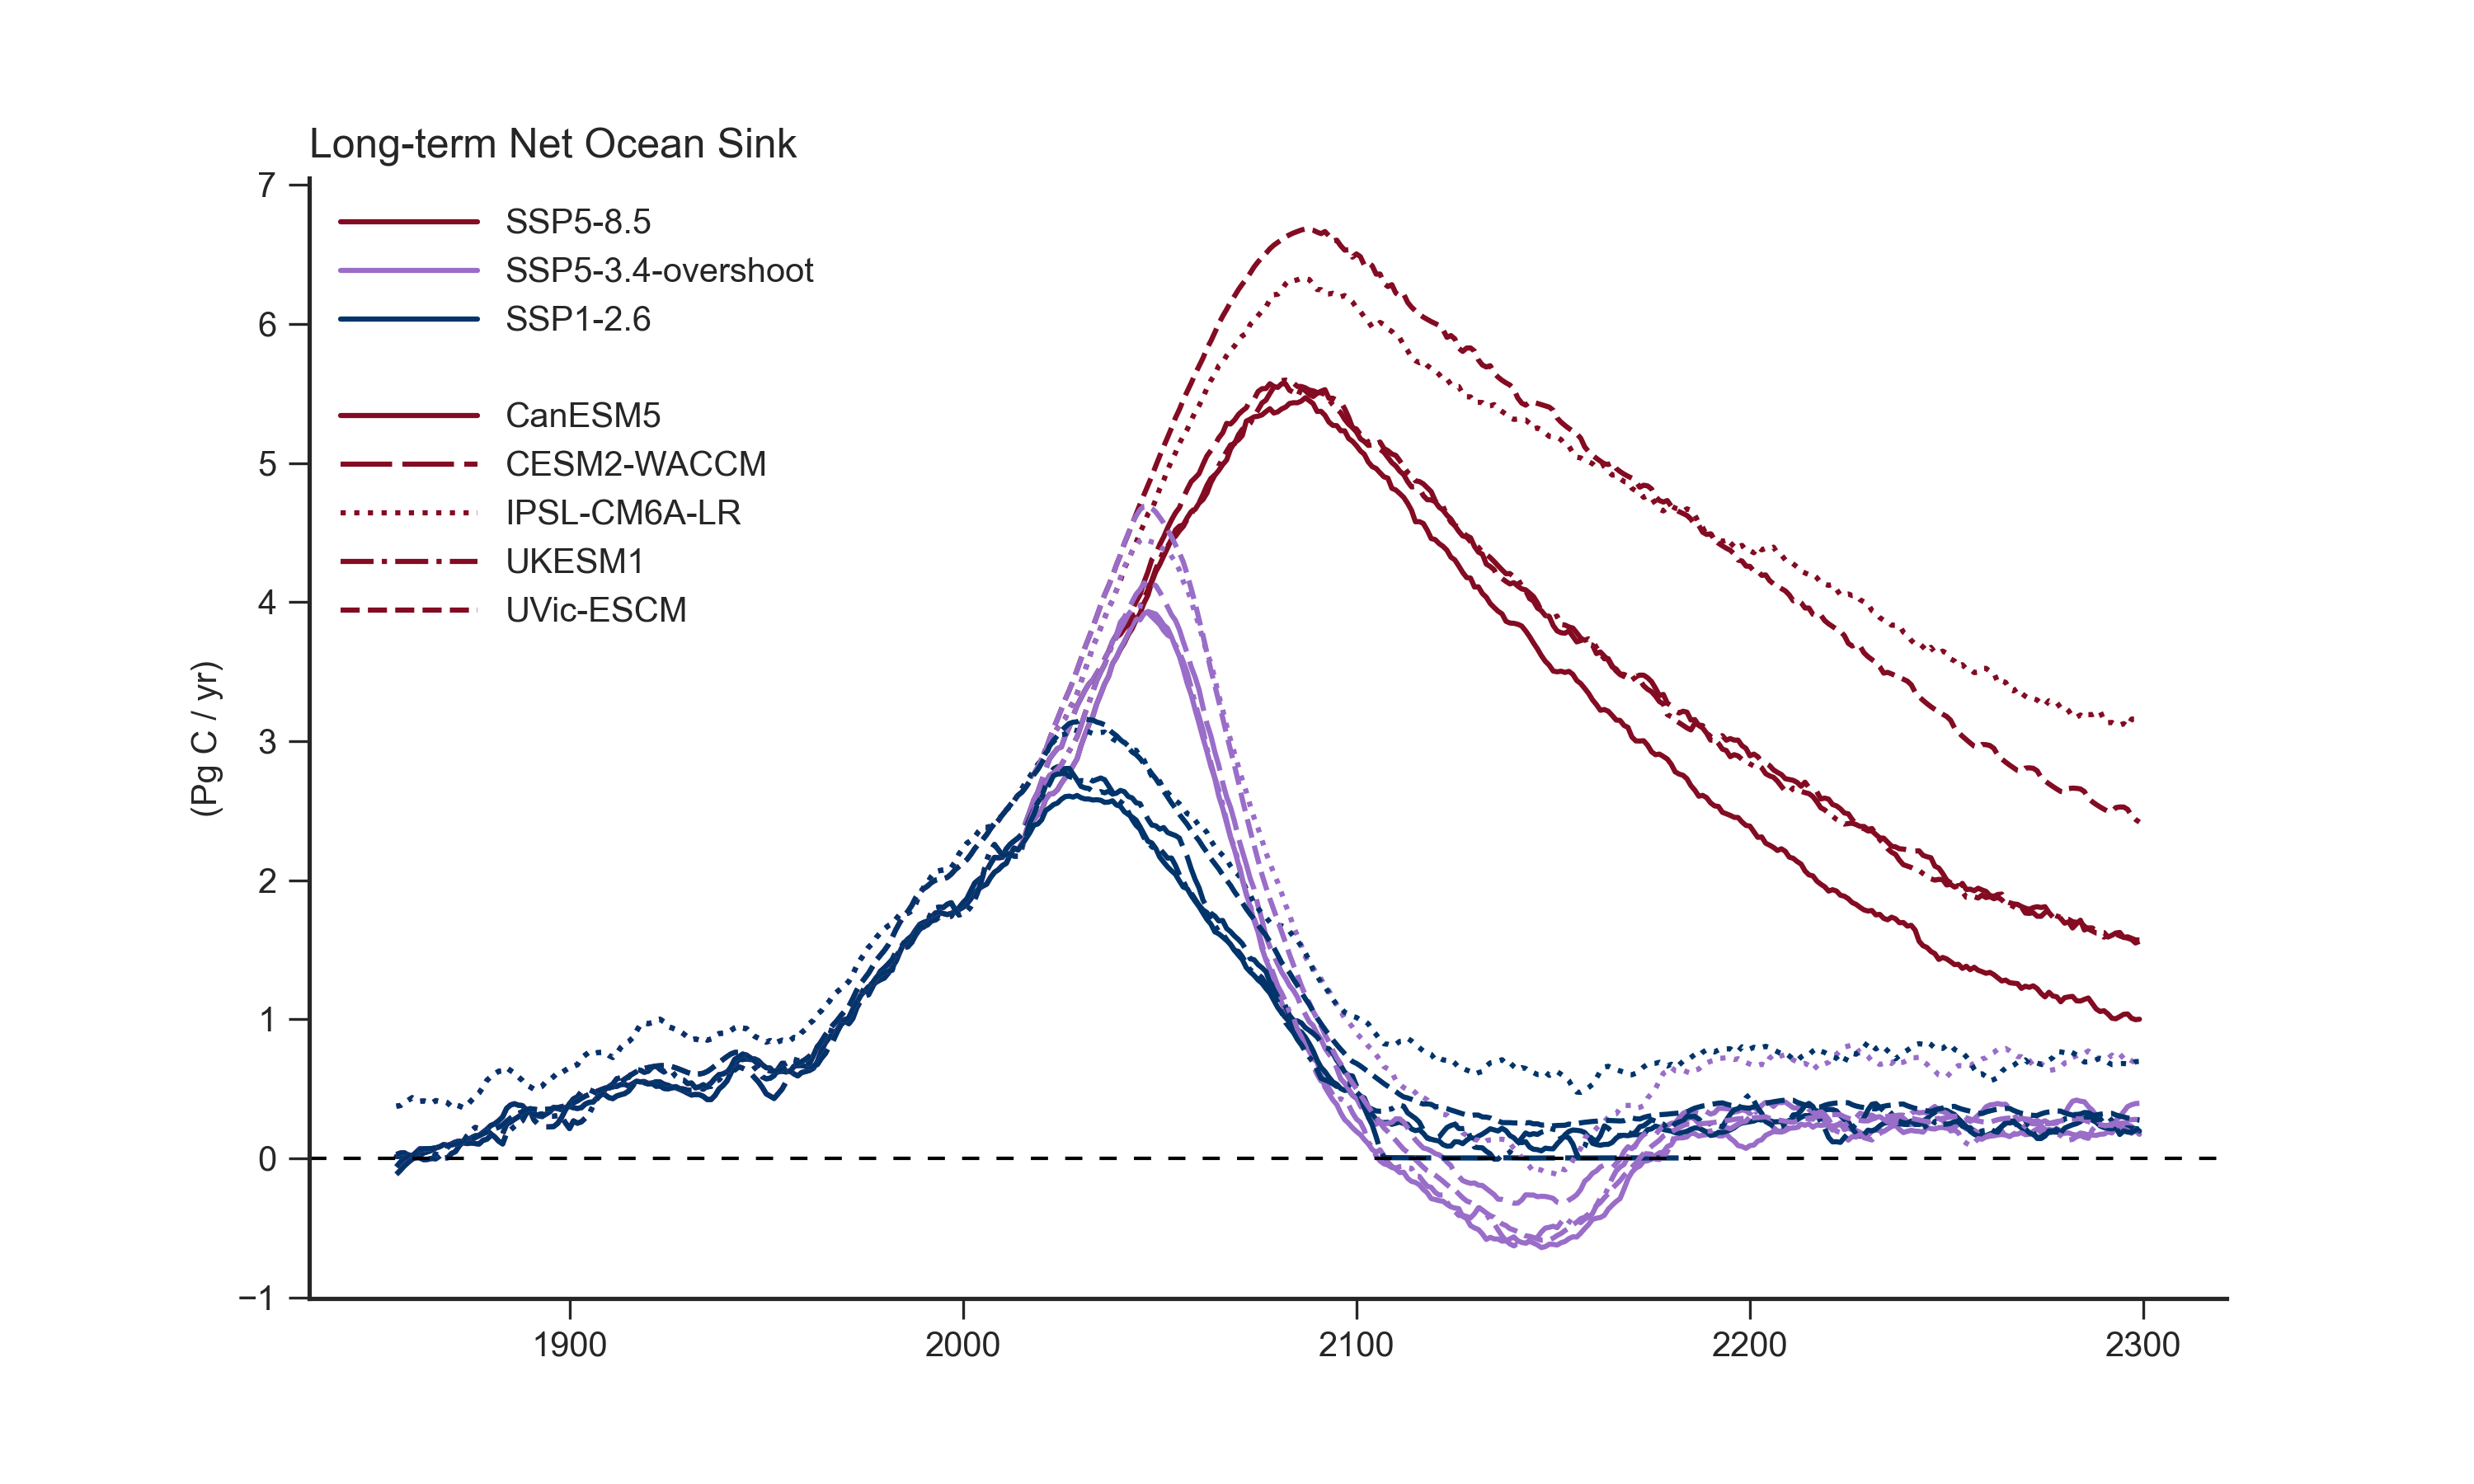 Long-term Net Ocean Sink
7
6
5
4
3
2
1
0
−1
(Pg C / yr)
SSP5-8.5
SSP5-3.4-overshoot
SSP1-2.6
CanESM5
CESM2-WACCM
IPSL-CM6A-LR
UKESM1
UVic-ESCM
1900 2000 2100 2200 2300